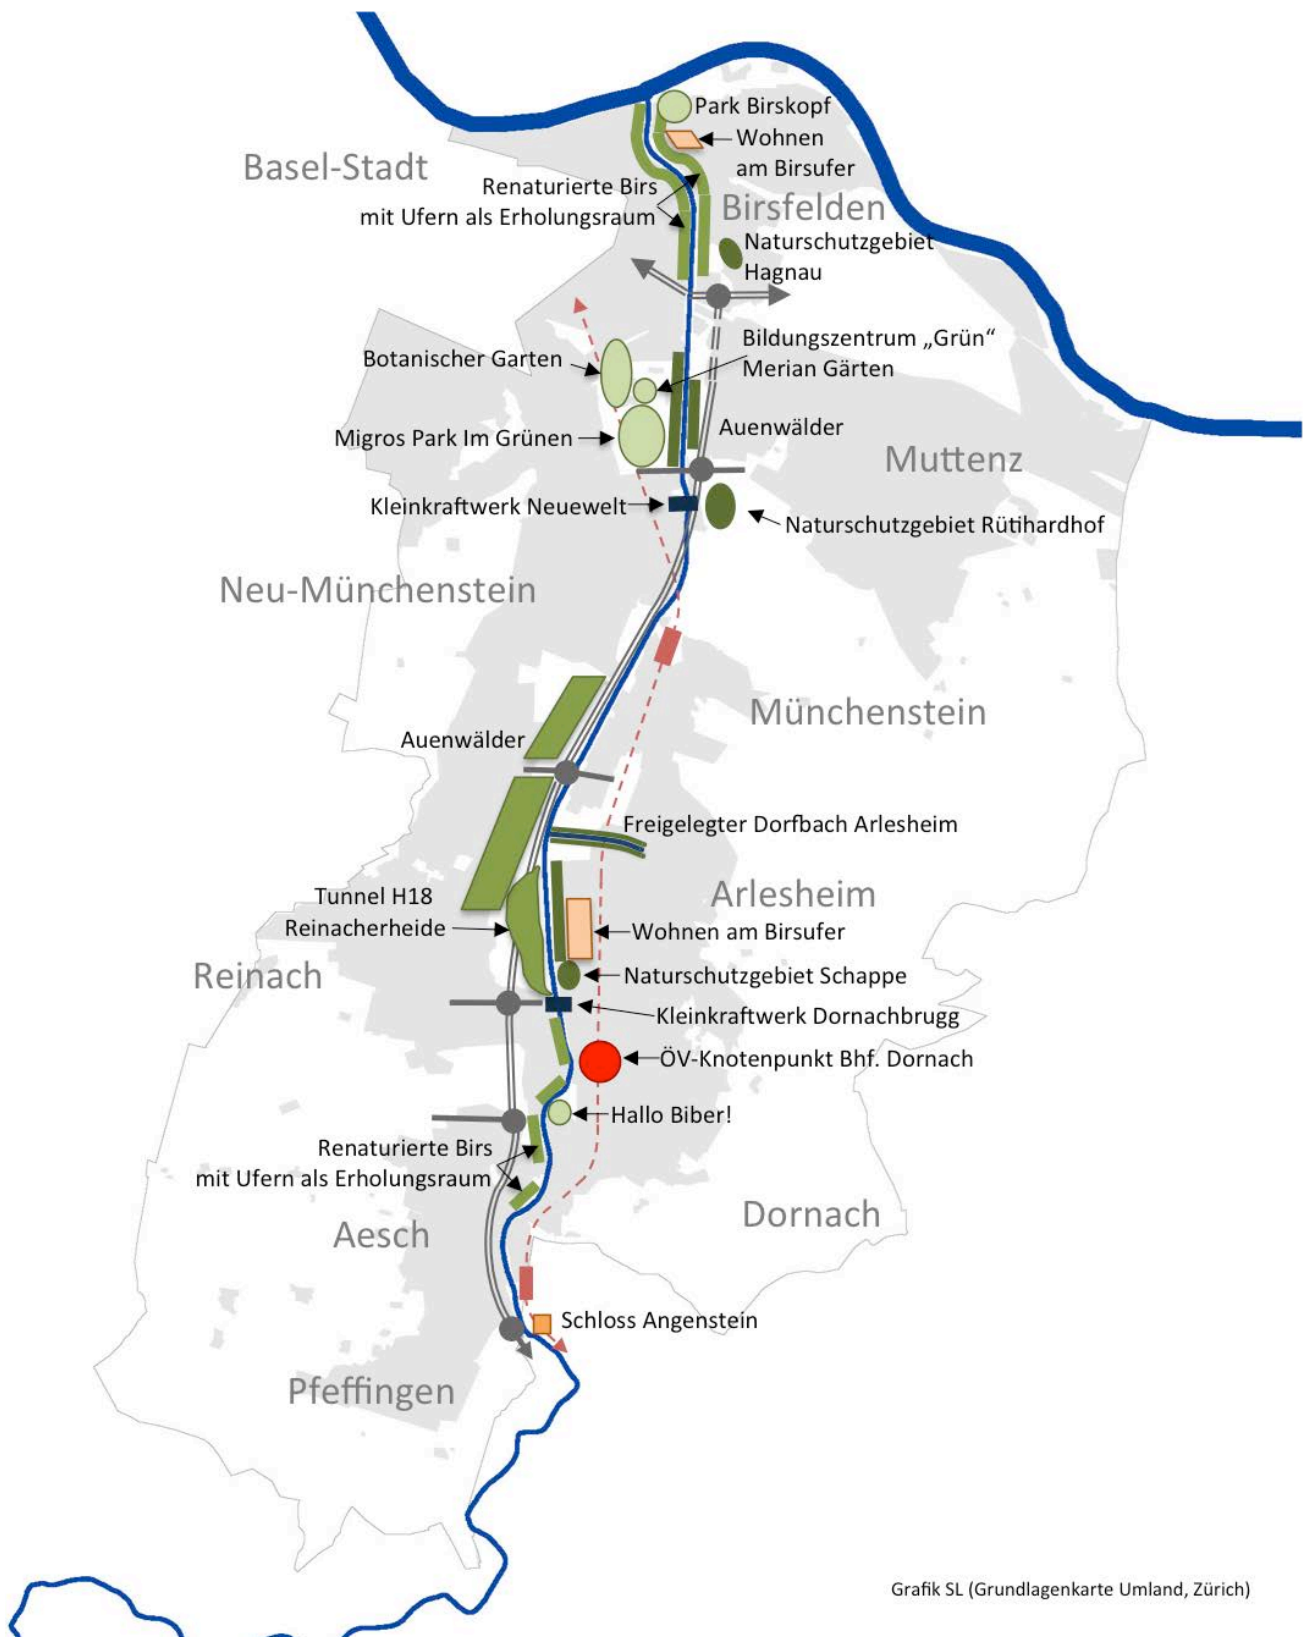 Park Birskopf
Wohnen
am Birsufer
Basel-Stadt
Renaturierte Birs
mit Ufern als Erholungsraum
Birsfelden
Naturschutzgebiet
Hagnau
Bildungszentrum „Grün“
Merian Gärten
Botanischer Garten
Migros Park Im Grünen
Auenwälder
Muttenz
Kleinkraftwerk Neuewelt
Naturschutzgebiet Rütihardhof
Neu-Münchenstein
Münchenstein
Auenwälder
Freigelegter Dorfbach Arlesheim
Tunnel H18
Reinacherheide
Arlesheim
Wohnen am Birsufer
Reinach
Naturschutzgebiet Schappe
Kleinkraftwerk Dornachbrugg
ÖV-Knotenpunkt Bhf. Dornach
Hallo Biber!
Renaturierte Birs
mit Ufern als Erholungsraum
Dornach
Aesch
Schloss Angenstein
Pfeffingen
Grafik SL (Grundlagenkarte Umland, Zürich)